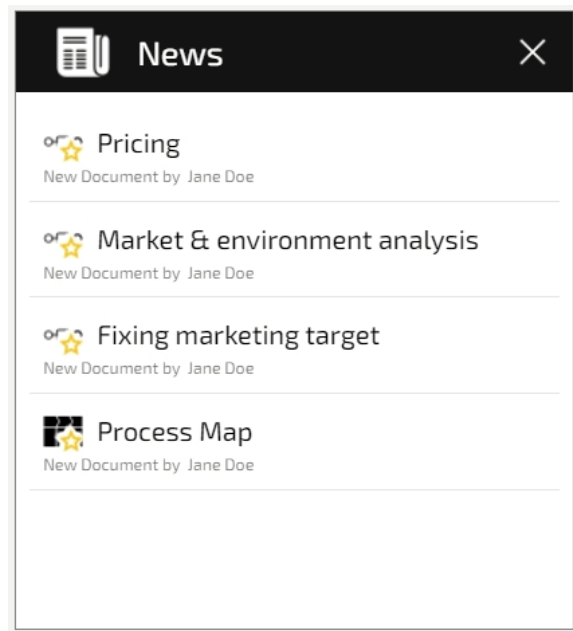 News
Pricing
New Document by Jane Doe
Market & environment analysis
New Document by Jane Doe
Fixing marketing target
New Document by Jane Doe
Process Map
New Document by Jane Doe